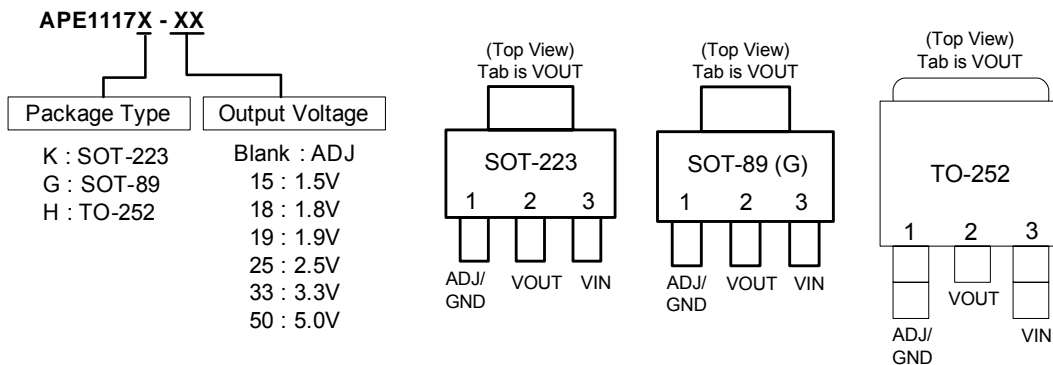 APE1117X - XX
Package Type
Output Voltage
K : SOT-223
G : SOT-89
H : TO-252
Blank : ADJ
15 : 1.5V
18 : 1.8V
19 : 1.9V
25 : 2.5V
33 : 3.3V
50 : 5.0V
(Top View)
Tab is VOUT
SOT-223
1 2 3
ADJ/
GND
VOUT
VIN
(Top View)
Tab is VOUT
SOT-89 (G)
1 2 3
ADJ/
GND
VOUT
VIN
(Top View)
Tab is VOUT
TO-252
1 2 3
VOUT
ADJ/
GND
VIN